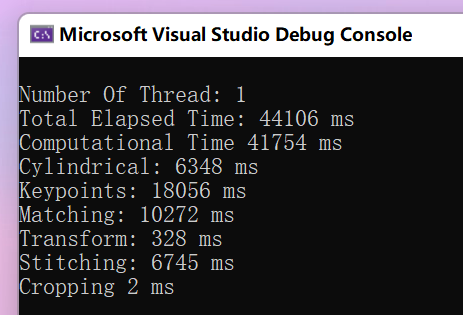 Microsoft Visual Studio Debug Console
Number Of Thread: 1
Total Elapsed Time: 44106 ms
Computational Time 41754 ms
Cylindrical: 6348 ms
Keypoints: 18056 ms
Matching: 10272 ms
Transform: 328 ms
Stitching: 6745 ms
Cropping 2 ms